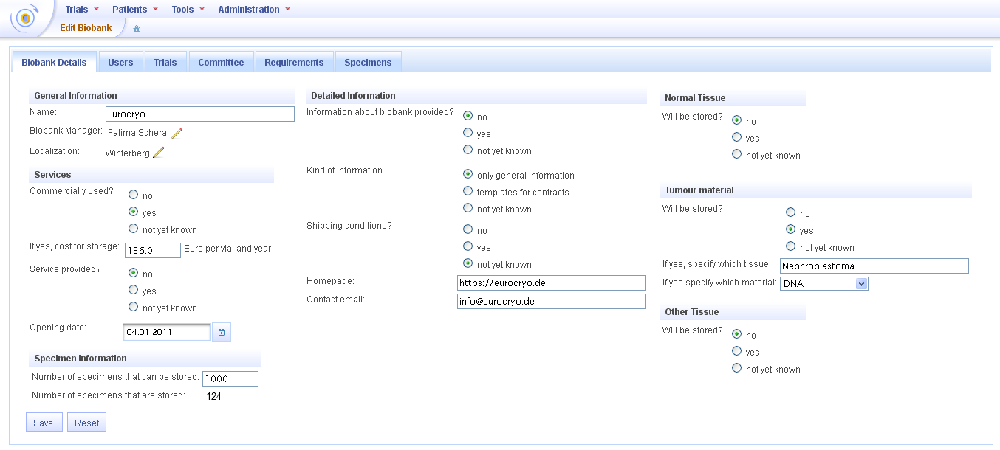 Trials Patients Tools Administration
Edit Biobank
Biobank Details Users Trials Committee Requirements Specimens
General Information
Name: Eurocryo
Biobank Manager: Fatima Schera
Localization: Winterberg
Services
Commercially used?
no
yes
not yet known
If yes, cost for storage: 136.0 Euro per vial and year
Service provided?
no
yes
not yet known
Opening date: 04.01.2011
Specimen Information
Number of specimens that can be stored: 1000
Number of specimens that are stored: 124
Save Reset
Detailed Information
Information about biobank provided?
no
yes
not yet known
Kind of information
only general information
templates for contracts
not yet known
Shipping conditions?
no
yes
not yet known
Homepage: https://eurocryo.de
Contact email: info@eurocryo.de
Normal Tissue
Will be stored?
no
yes
not yet known
Tumour material
Will be stored?
no
yes
not yet known
If yes, specify which tissue: Nephroblastoma
If yes specify which material: DNA
Other Tissue
Will be stored?
no
yes
not yet known